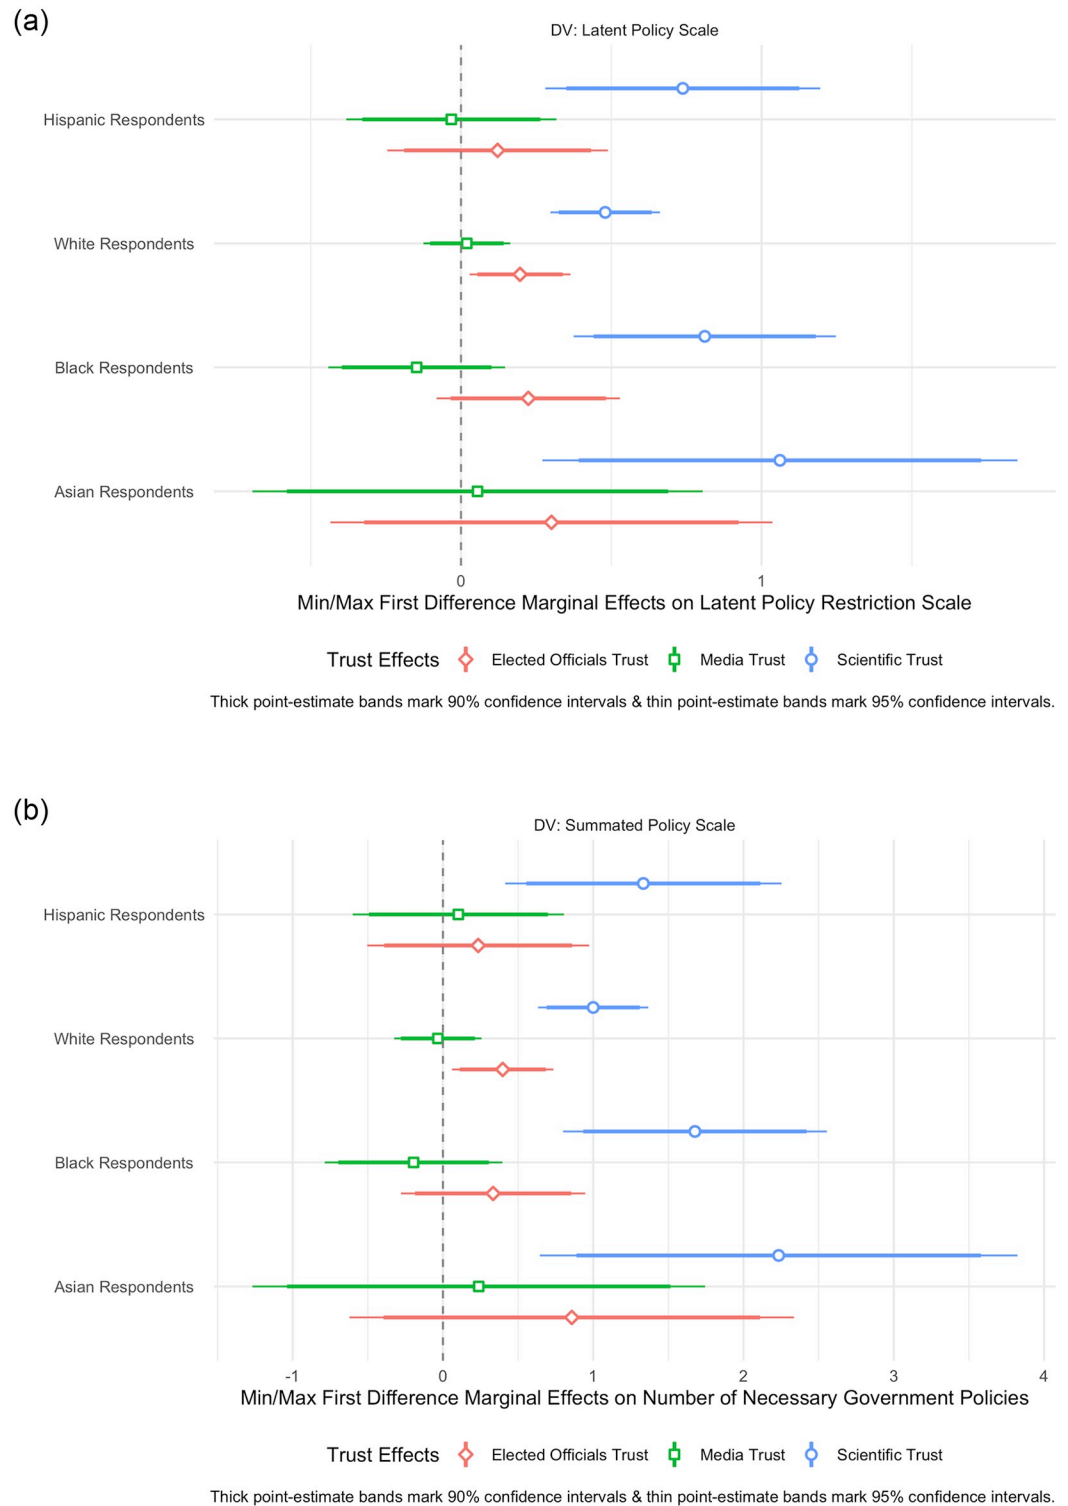 (a)
DV: Latent Policy Scale
Hispanic Respondents
White Respondents
Black Respondents
Asian Respondents
0 1
Min/Max First Difference Marginal Effects on Latent Policy Restriction Scale
Trust Effects Elected Officials Trust Media Trust Scientific Trust
Thick point-estimate bands mark 90% confidence intervals & thin point-estimate bands mark 95% confidence intervals.
(b)
DV: Summated Policy Scale
Hispanic Respondents
White Respondents
Black Respondents
Asian Respondents
-1 0 1 2 3 4
Min/Max First Difference Marginal Effects on Number of Necessary Government Policies
Trust Effects Elected Officials Trust Media Trust Scientific Trust
Thick point-estimate bands mark 90% confidence intervals & thin point-estimate bands mark 95% confidence intervals.